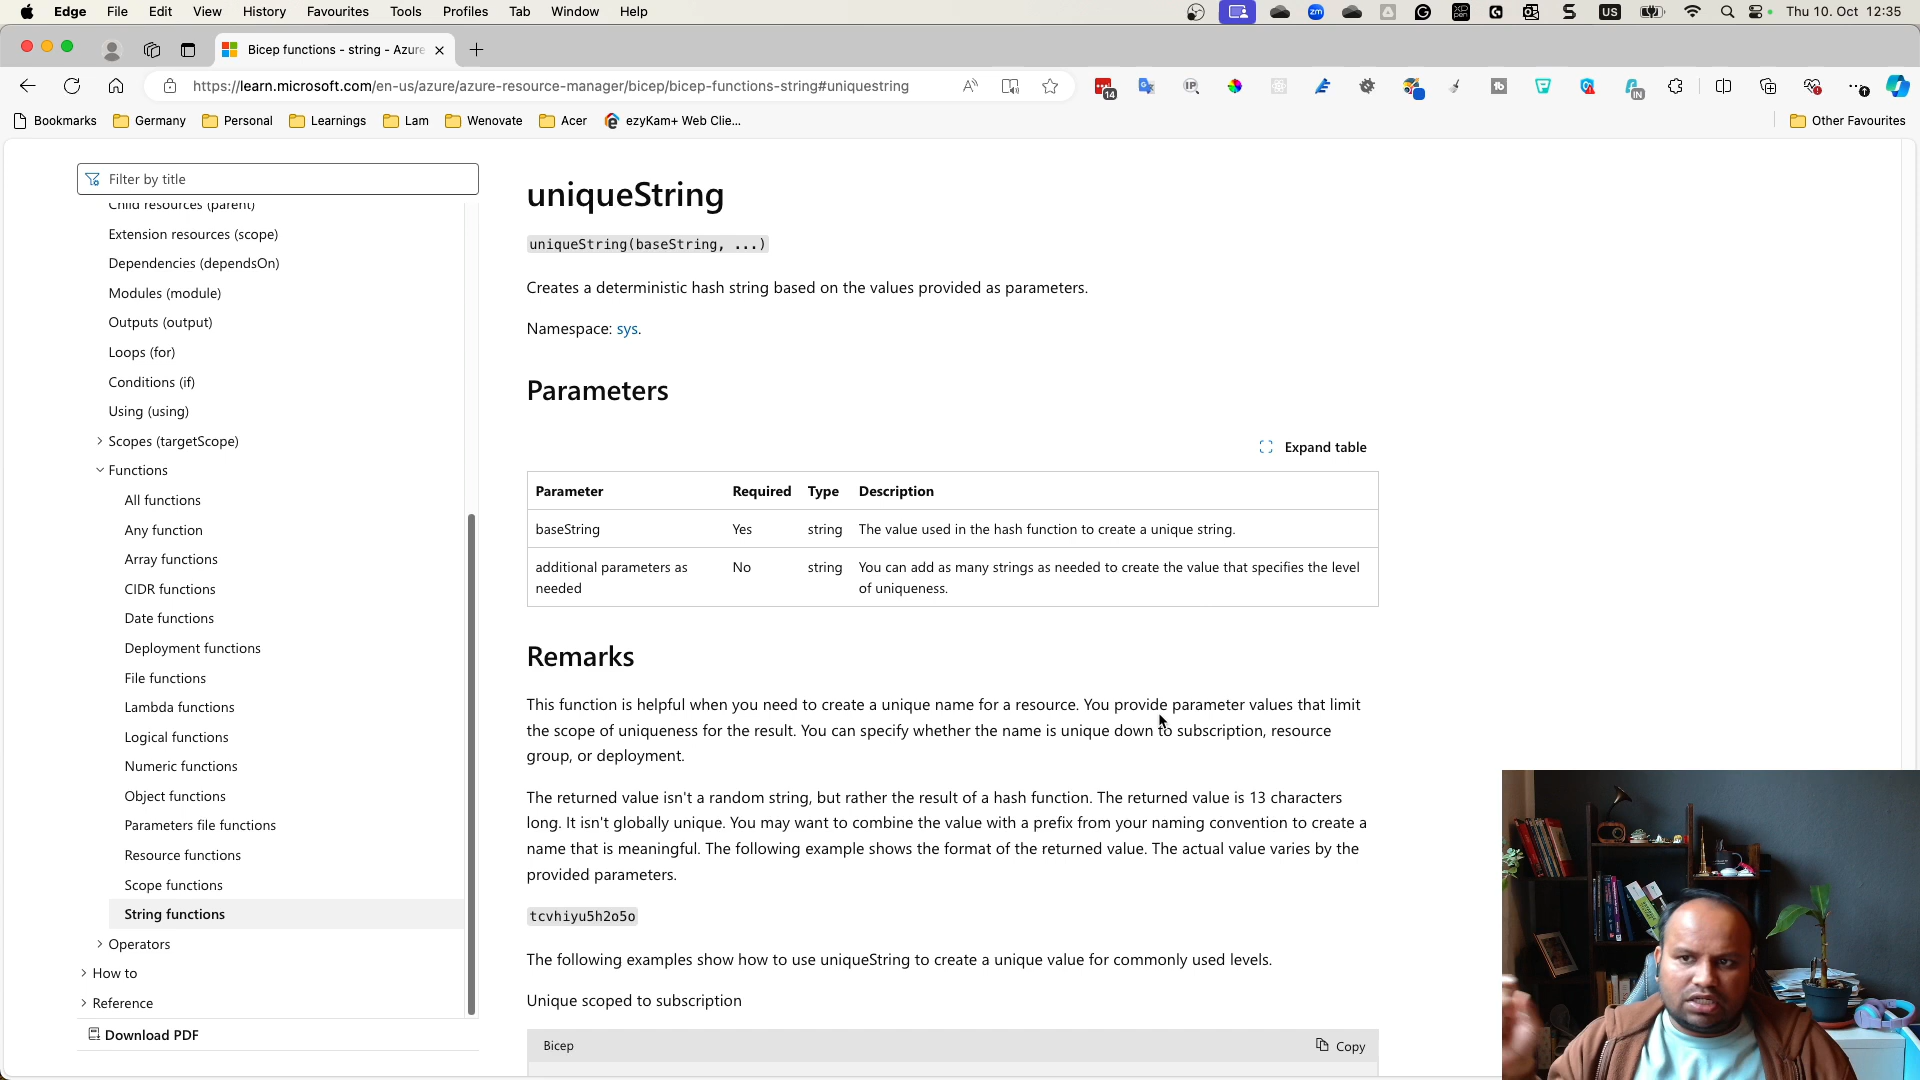 Edge File Edit View History Favourites Tools Profiles Tab Window Help
zm US Thu 10. Oct 12:35
Bicep functions - string - Azure
https://learn.microsoft.com/en-us/azure/azure-resource-manager/bicep/bicep-functions-string#uniquestring
14 IP IN
Bookmarks Germany Personal Learnings Lam Wenovate Acer ezyKam+ Web Clie... Other Favourites
Filter by title
Child resources (parent)
Extension resources (scope)
Dependencies (dependsOn)
Modules (module)
Outputs (output)
Loops (for)
Conditions (if)
Using (using)
Scopes (targetScope)
Functions
All functions
Any function
Array functions
CIDR functions
Date functions
Deployment functions
File functions
Lambda functions
Logical functions
Numeric functions
Object functions
Parameters file functions
Resource functions
Scope functions
String functions
Operators
How to
Reference
Download PDF
uniqueString
uniqueString(baseString, ...)
Creates a deterministic hash string based on the values provided as parameters.
Namespace: sys.
Parameters
Expand table
Parameter Required Type Description
baseString Yes string The value used in the hash function to create a unique string.
additional parameters as No string You can add as many strings as needed to create the value that specifies the level
needed of uniqueness.
Remarks
This function is helpful when you need to create a unique name for a resource. You provide parameter values that limit
the scope of uniqueness for the result. You can specify whether the name is unique down to subscription, resource
group, or deployment.
The returned value isn't a random string, but rather the result of a hash function. The returned value is 13 characters
long. It isn't globally unique. You may want to combine the value with a prefix from your naming convention to create a
name that is meaningful. The following example shows the format of the returned value. The actual value varies by the
provided parameters.
tcvhiyu5h2o5o
The following examples show how to use uniqueString to create a unique value for commonly used levels.
Unique scoped to subscription
Bicep Copy